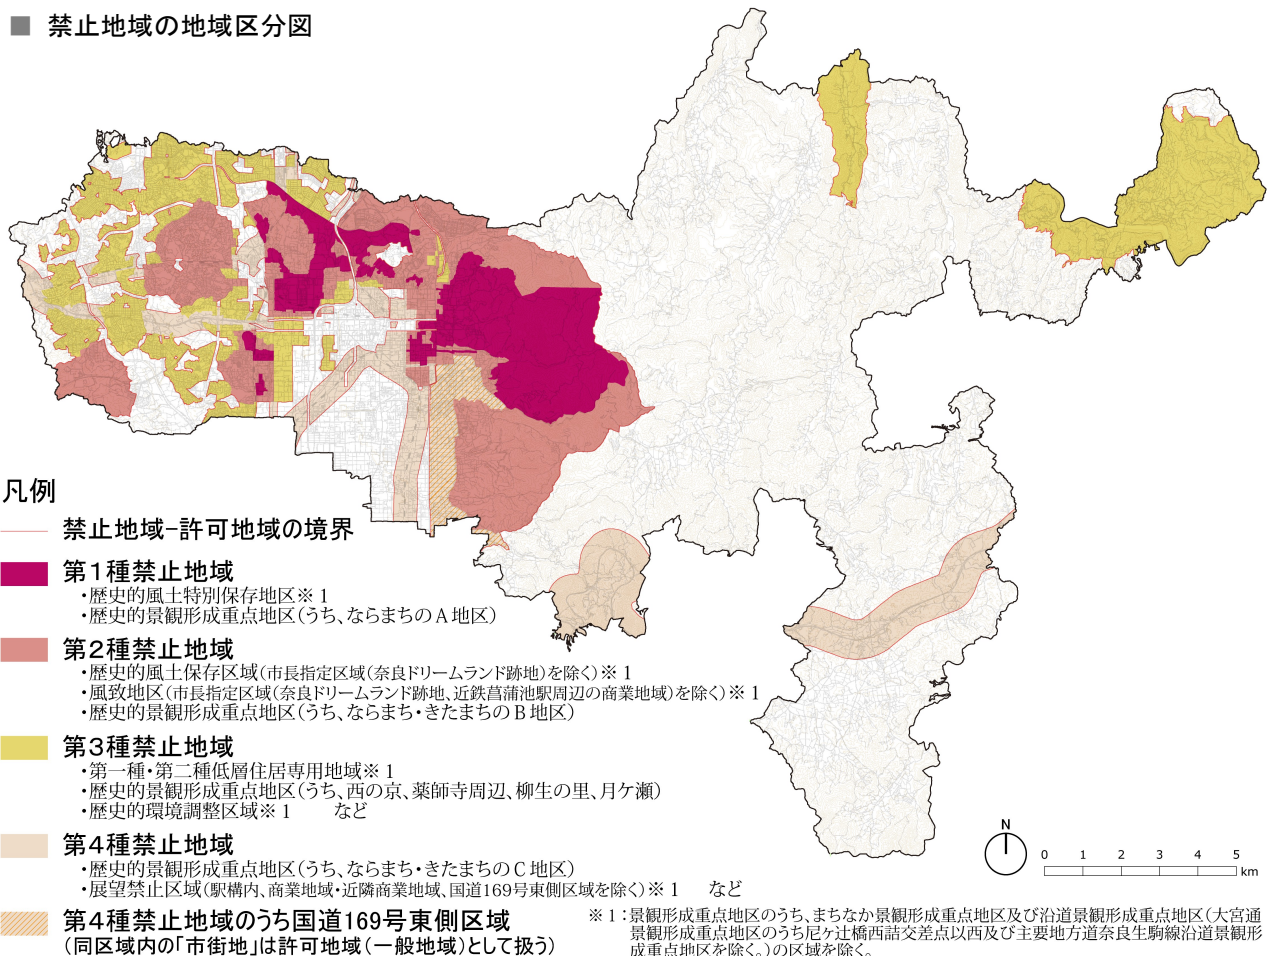 ■ 禁止地域の地域区分図
凡例
禁止地域-許可地域の境界
第1種禁止地域
・歴史的風土特別保存地区※1
・歴史的景観形成重点地区(うち、ならまちのA地区)
第2種禁止地域
・歴史的風土保存区域(市長指定区域(奈良ドリームランド跡地)を除く)※1
・風致地区(市長指定区域(奈良ドリームランド跡地、近鉄菖蒲池駅周辺の商業地域)を除く)※1
・歴史的景観形成重点地区(うち、ならまち・きたまちのB地区)
第3種禁止地域
・第一種・第二種低層住居専用地域※1
・歴史的景観形成重点地区(うち、西の京、薬師寺周辺、柳生の里、月ケ瀬)
・歴史的環境調整区域※1 など
第4種禁止地域
・歴史的景観形成重点地区(うち、ならまち・きたまちのC地区)
・展望禁止区域(駅構内、商業地域・近隣商業地域、国道169号東側区域を除く)※1 など
第4種禁止地域のうち国道169号東側区域
(同区域内の「市街地」は許可地域(一般地域)として扱う)
N
0 1 2 3 4 5
km
※1:景観形成重点地区のうち、まちなか景観形成重点地区及び沿道景観形成重点地区(大宮通
景観形成重点地区のうち尼ヶ辻橋西詰交差点以西及び主要地方道奈良生駒線沿道景観形
成重点地区を除く。)の区域を除く。